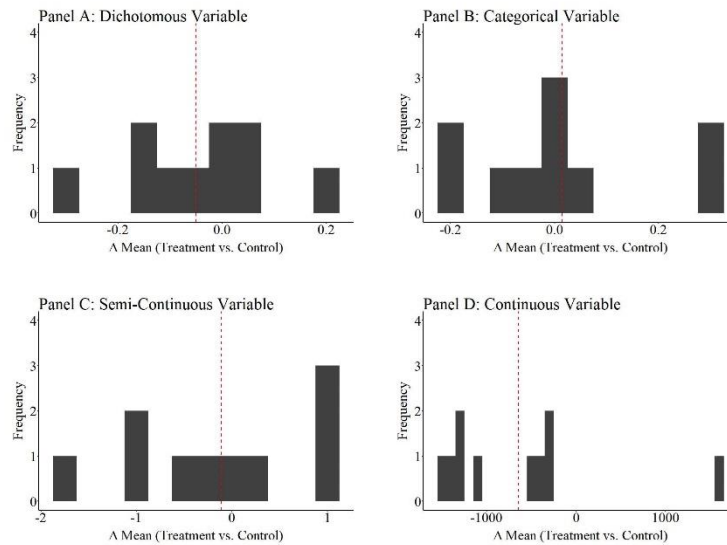 Panel A: Dichotomous Variable
4
3
2
1
0
Frequency
-0.2
0.0
0.2
Δ Mean (Treatment vs. Control)
Panel B: Categorical Variable
4
3
2
1
0
Frequency
-0.2
0.0
0.2
Δ Mean (Treatment vs. Control)
Panel C: Semi-Continuous Variable
4
3
2
1
0
Frequency
-2
-1
0
1
Δ Mean (Treatment vs. Control)
Panel D: Continuous Variable
4
3
2
1
0
Frequency
-1000
0
1000
Δ Mean (Treatment vs. Control)